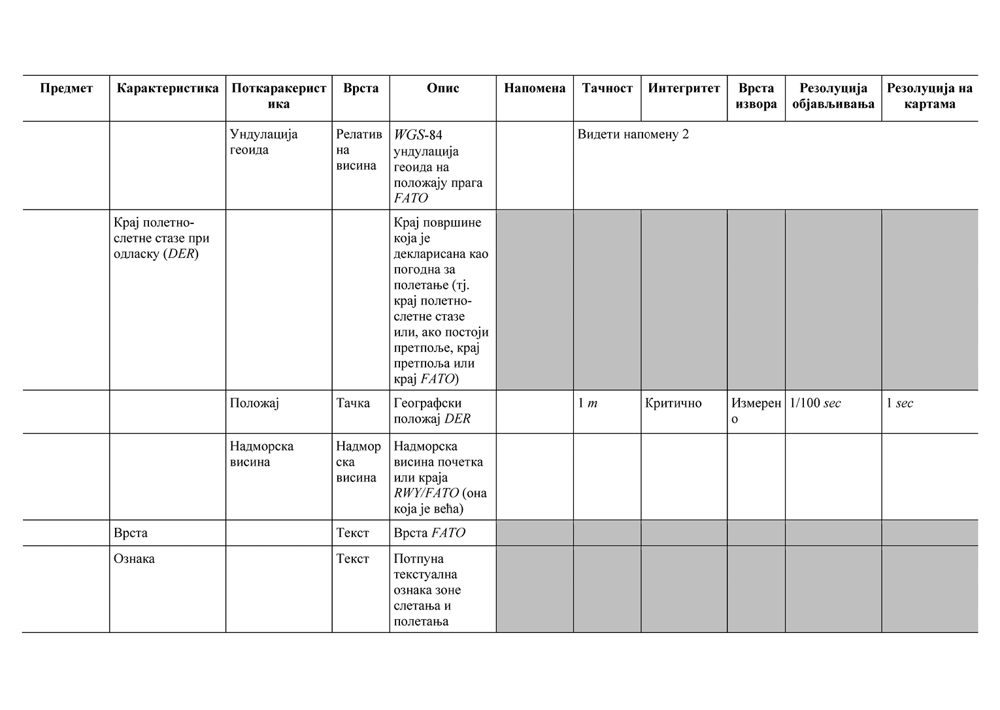 Предмет
Карактеристика
Поткаракерист
ика
Врста
Опис
Напомена
Тачност
Интегритет
Врста
извора
Резолуција
објављивања
Резолуција на
картама
Ундулација
геоида
Релатив
на
висина
WGS-84
ундулација
геоида на
положају прага
FATO
Видети напомену 2
Крај полетно-
слетне стазе при
одласку (DER)
Крај површине
која је
декларисана као
погодна за
полетање (тј.
крај полетно-
слетне стазе
или, ако постоји
претпоље, крај
претпоља или
крај FATO)
Положај
Тачка
Географски
положај DER
1 m
Критично
Измерен
о
1/100 sec
1 sec
Надморска
висина
Надмор
ска
висина
Надморска
висина почетка
или краја
RWY/FATO (она
која је већа)
Врста
Текст
Врста FATO
Ознака
Текст
Потпуна
текстуална
ознака зоне
слетања и
полетања